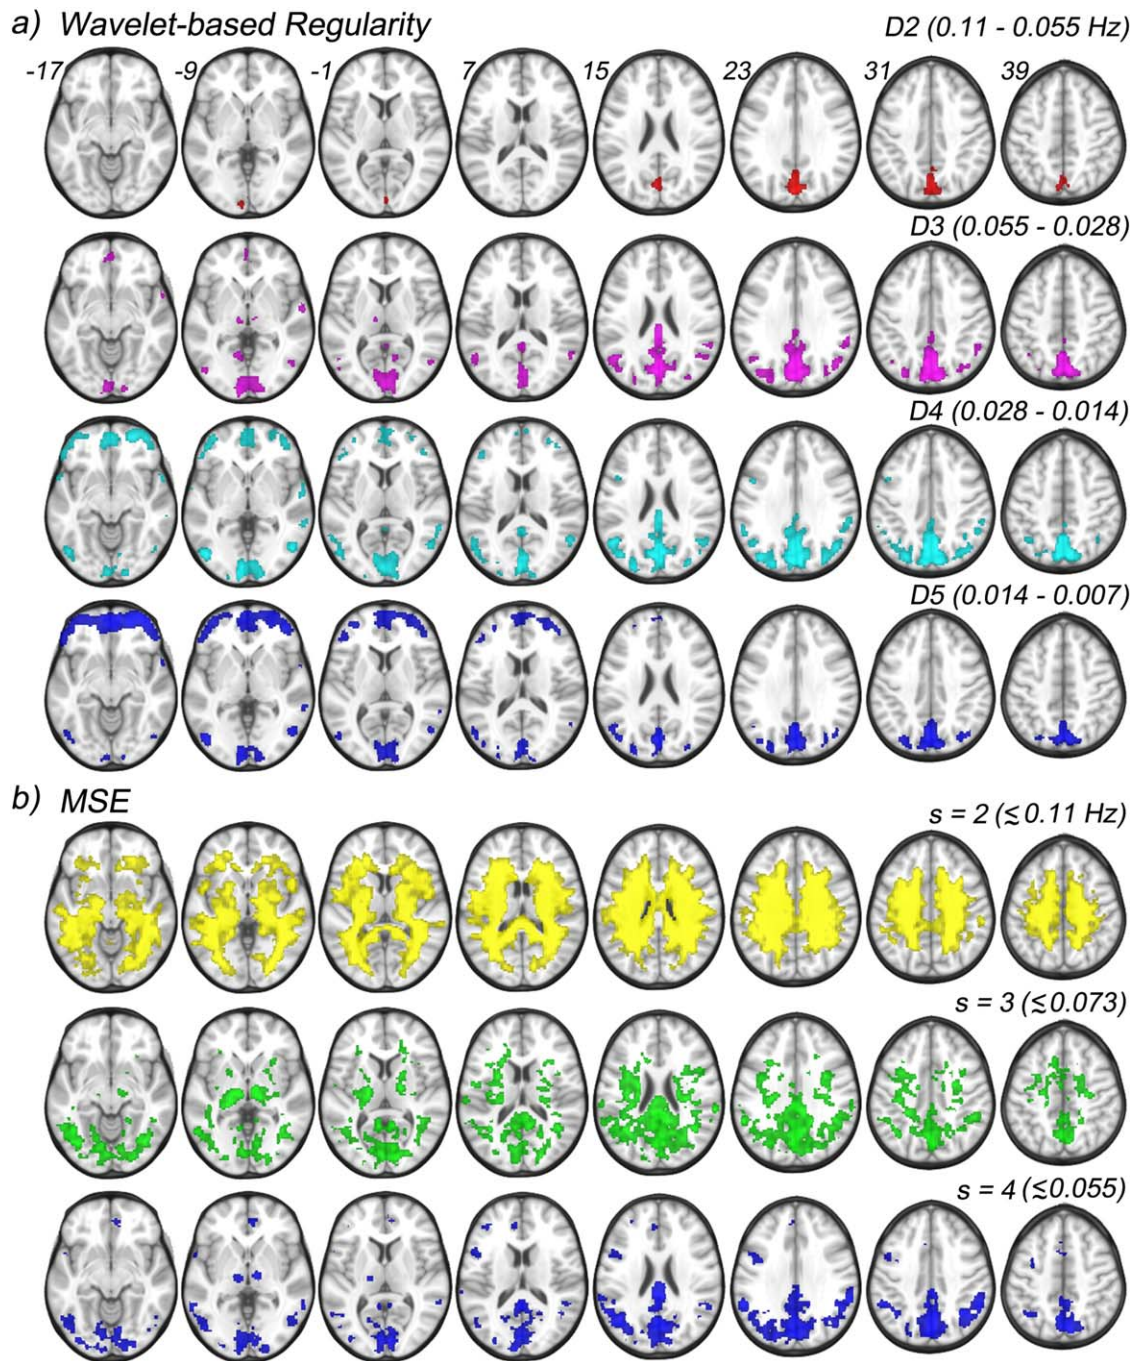 a) Wavelet-based Regularity
D2 (0.11 - 0.055 Hz)
-17 -9 -1 7 15 23 31 39
D3 (0.055 - 0.028)
D4 (0.028 - 0.014)
D5 (0.014 - 0.007)
b) MSE
s = 2 (≲ 0.11 Hz)
s = 3 (≲0.073)
s = 4 (≲0.055)